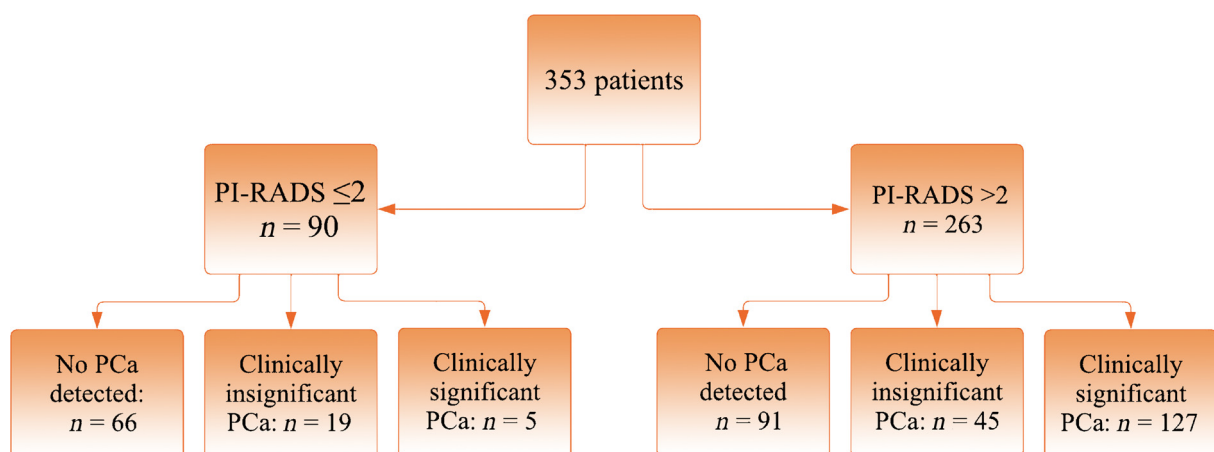 353 patients
PI-RADS ≤2
n = 90
PI-RADS >2
n = 263
No PCa
detected:
n = 66
Clinically
insignificant
PCa: n = 19
Clinically
significant
PCa: n = 5
No PCa
detected
n = 91
Clinically
insignificant
PCa: n = 45
Clinically
significant
PCa: n = 127